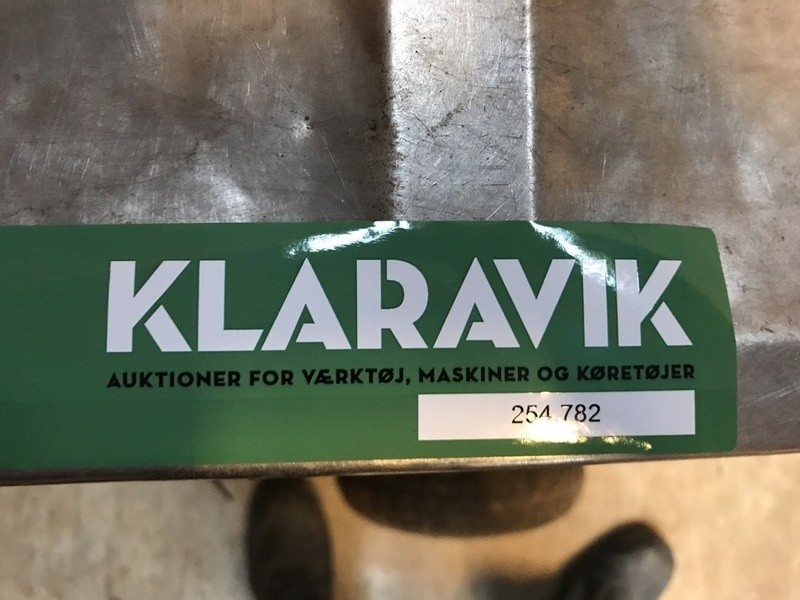 KLARAVIK
AUKTIONER FOR VÆRKTØJ, MASKINER OG KØRETØJER
254.782